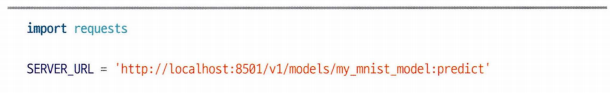 import requests
SERVER_URL = 'http://localhost:8501/v1/models/my_mnist_model:predict'